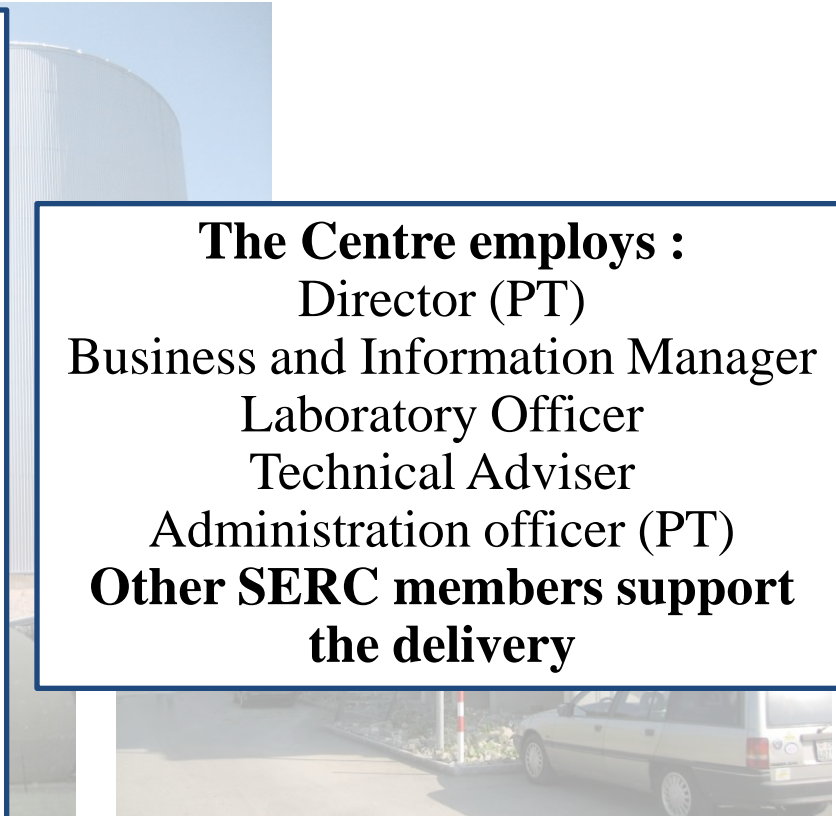 The Centre employs :
Director (PT)
Business and Information Manager
Laboratory Officer
Technical Adviser
Administration officer (PT)
Other SERC members support
the delivery